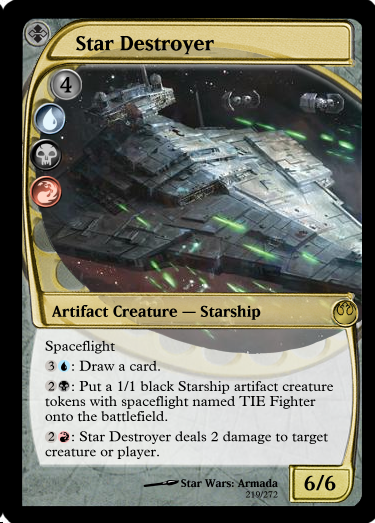 Star Destroyer
4
Artifact Creature — Starship
Spaceflight
3 : Draw a card.
2 : Put a 1/1 black Starship artifact creature
tokens with spaceflight named TIE Fighter
onto the battlefield.
2 : Star Destroyer deals 2 damage to target
creature or player.
Star Wars: Armada
219/272
6/6